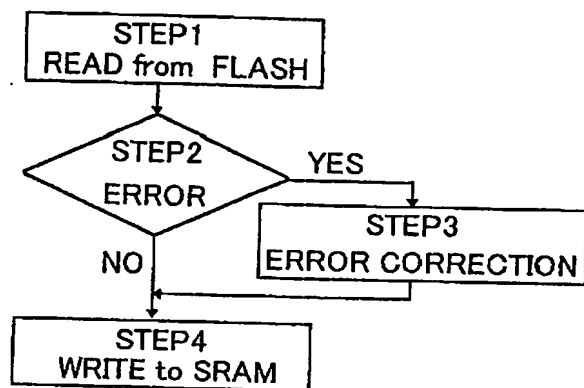 STEP1
READ from FLASH
STEP2
ERROR
YES
STEP3
ERROR CORRECTION
NO
STEP4
WRITE to SRAM